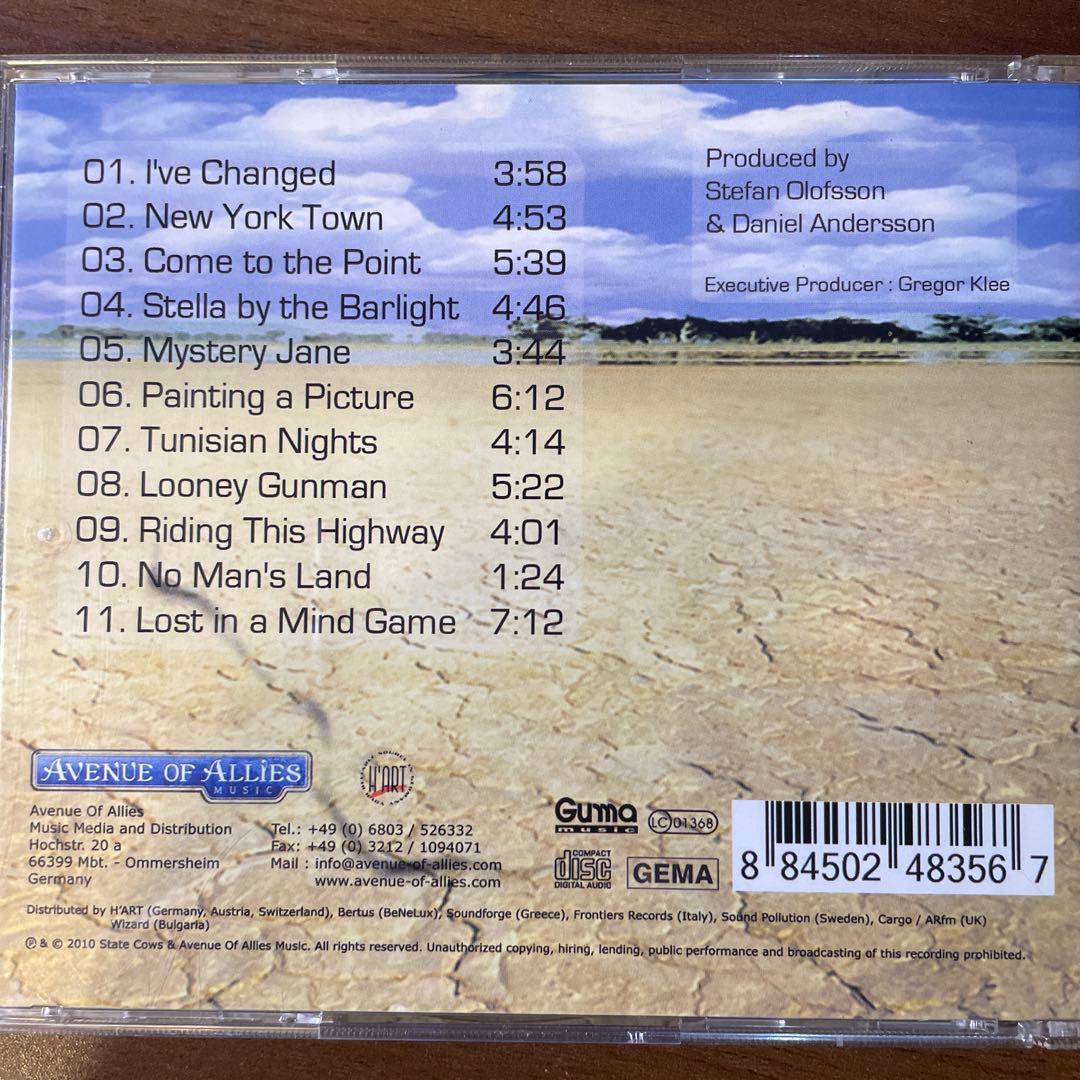 01. I've Changed 3:58
02. New York Town 4:53
03. Come to the Point 5:39
04. Stella by the Barlight 4:46
05. Mystery Jane 3:44
06. Painting a Picture 6:12
07. Tunisian Nights 4:14
08. Looney Gunman 5:22
09. Riding This Highway 4:01
10. No Man's Land 1:24
11. Lost in a Mind Game 7:12
Produced by
Stefan Olofsson
& Daniel Andersson
Executive Producer : Gregor Klee
AVENUE OF ALLIES
MUSIC
H'ART
Avenue Of Allies
Music Media and Distribution
Hochstr. 20 a
66399 Mbt. - Ommersheim
Germany
Tel.: +49 (0) 6803 / 526332
Fax: +49 (0) 3212 / 1094071
Mail : info@avenue-of-allies.com
www.avenue-of-allies.com
Guma
music
LC 01368
COMPACT
disc
DIGITAL AUDIO
GEMA
8 84502 48356 7
Distributed by H'ART (Germany, Austria, Switzerland), Bertus (BeNeLux), Soundforge (Greece), Frontiers Records (Italy), Sound Pollution (Sweden), Cargo / ARfm (UK)
Wizard (Bulgaria)
℗ & © 2010 State Cows & Avenue Of Allies Music. All rights reserved. Unauthorized copying, hiring, lending, public performance and broadcasting of this recording prohibited.